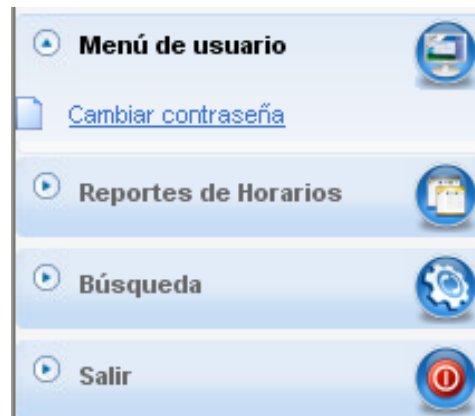 Menú de usuario
Cambiar contraseña
Reportes de Horarios
Búsqueda
Salir